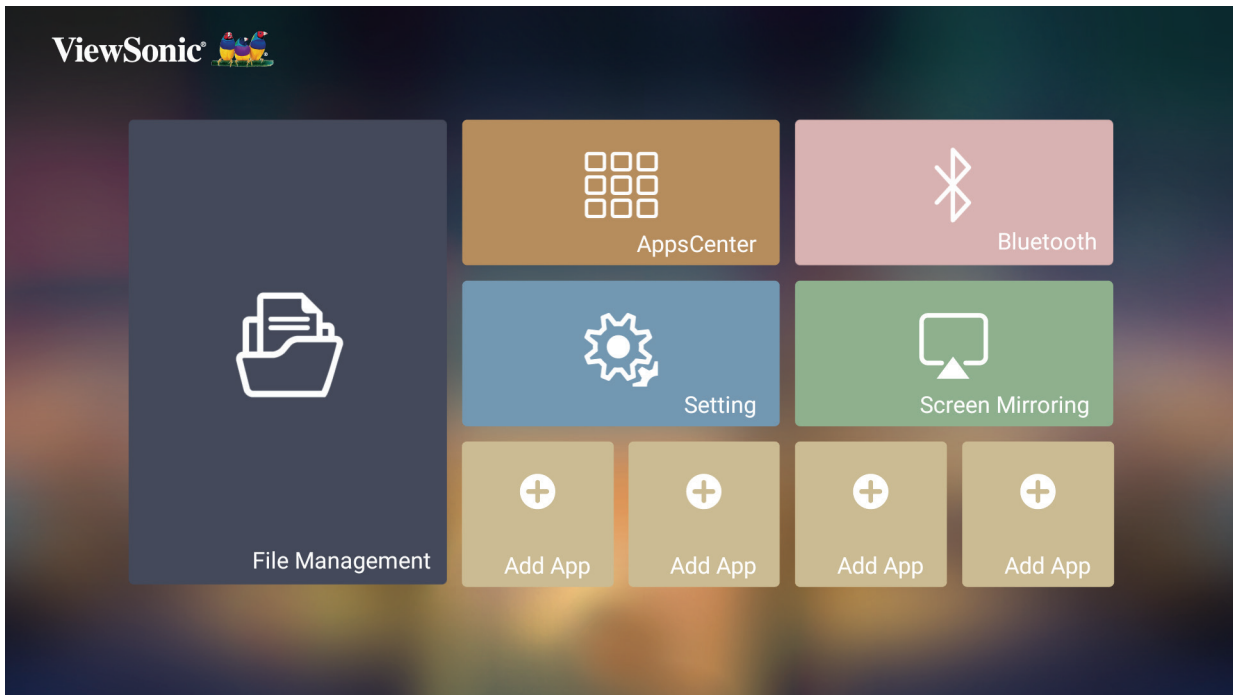 ViewSonic®
AppsCenter
Bluetooth
Setting
Screen Mirroring
File Management
Add App
Add App
Add App
Add App